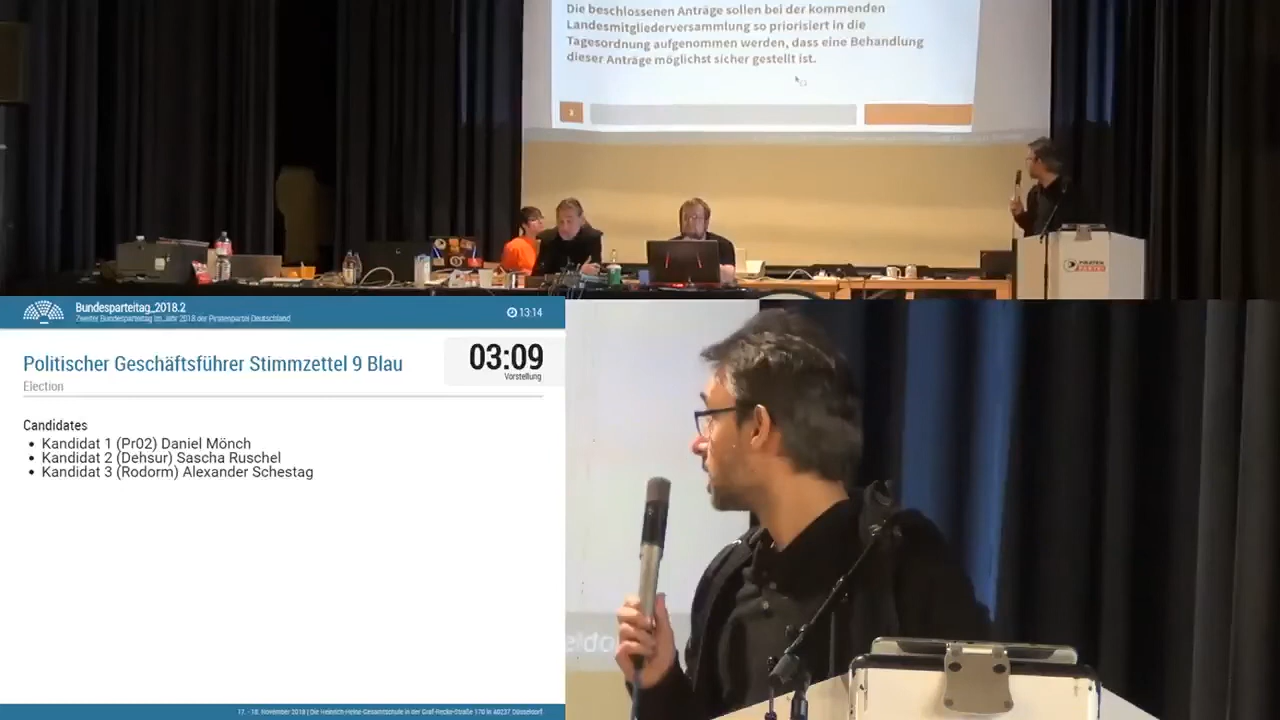 Die beschlossenen Anträge sollen bei der kommenden
Landesmitgliederversammlung so priorisiert in die
Tagesordnung aufgenommen werden, dass eine Behandlung
dieser Anträge möglichst sicher gestellt ist.
PIRATEN
PARTEI
Bundesparteitag_2018.2
Zweiter Bundesparteitag im Jahr 2018 der Piratenpartei Deutschland
13:14
Politischer Geschäftsführer Stimmzettel 9 Blau
Election
03:09
Vorstellung
Candidates
• Kandidat 1 (Pr02) Daniel Mönch
• Kandidat 2 (Dehsur) Sascha Ruschel
• Kandidat 3 (Rodorm) Alexander Schestag
17. - 18. November 2018 | Die Heinrich-Heine-Gesamtschule in der Graf-Recke-Straße 170 in 40237 Düsseldorf